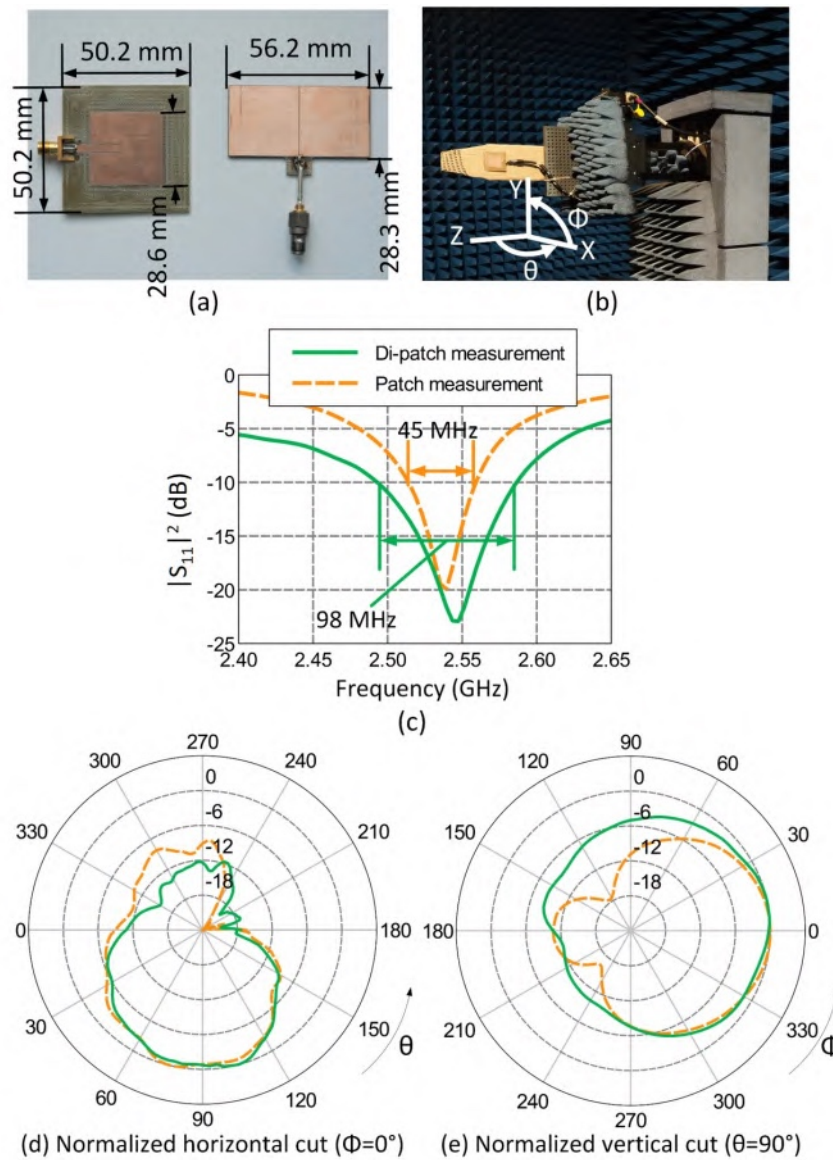 50.2 mm
56.2 mm
50.2 mm
28.6 mm
28.3 mm
(a)
Y
Φ
Z
X
θ
(b)
Di-patch measurement
Patch measurement
0
-5
-10
-15
-20
-25
45 MHz
98 MHz
|S11|² (dB)
2.40
2.45
2.50
2.55
2.60
2.65
Frequency (GHz)
(c)
270
300
240
330
210
0
180
30
150
60
120
90
0
-6
-12
-18
θ
(d) Normalized horizontal cut (Φ=0°)
90
120
60
150
30
180
0
210
330
240
300
270
0
-6
-12
-18
Φ
(e) Normalized vertical cut (θ=90°)